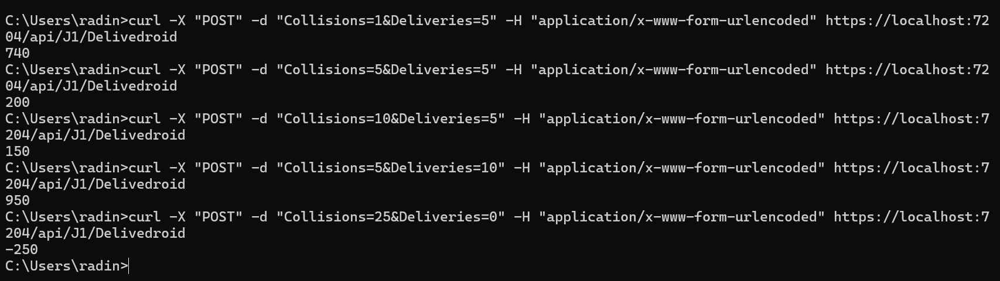 C:\Users\radin>curl -X "POST" -d "Collisions=1&Deliveries=5" -H "application/x-www-form-urlencoded" https://localhost:72
04/api/J1/Delivedroid
740
C:\Users\radin>curl -X "POST" -d "Collisions=5&Deliveries=5" -H "application/x-www-form-urlencoded" https://localhost:72
04/api/J1/Delivedroid
200
C:\Users\radin>curl -X "POST" -d "Collisions=10&Deliveries=5" -H "application/x-www-form-urlencoded" https://localhost:7
204/api/J1/Delivedroid
150
C:\Users\radin>curl -X "POST" -d "Collisions=5&Deliveries=10" -H "application/x-www-form-urlencoded" https://localhost:7
204/api/J1/Delivedroid
950
C:\Users\radin>curl -X "POST" -d "Collisions=25&Deliveries=0" -H "application/x-www-form-urlencoded" https://localhost:7
204/api/J1/Delivedroid
-250
C:\Users\radin>